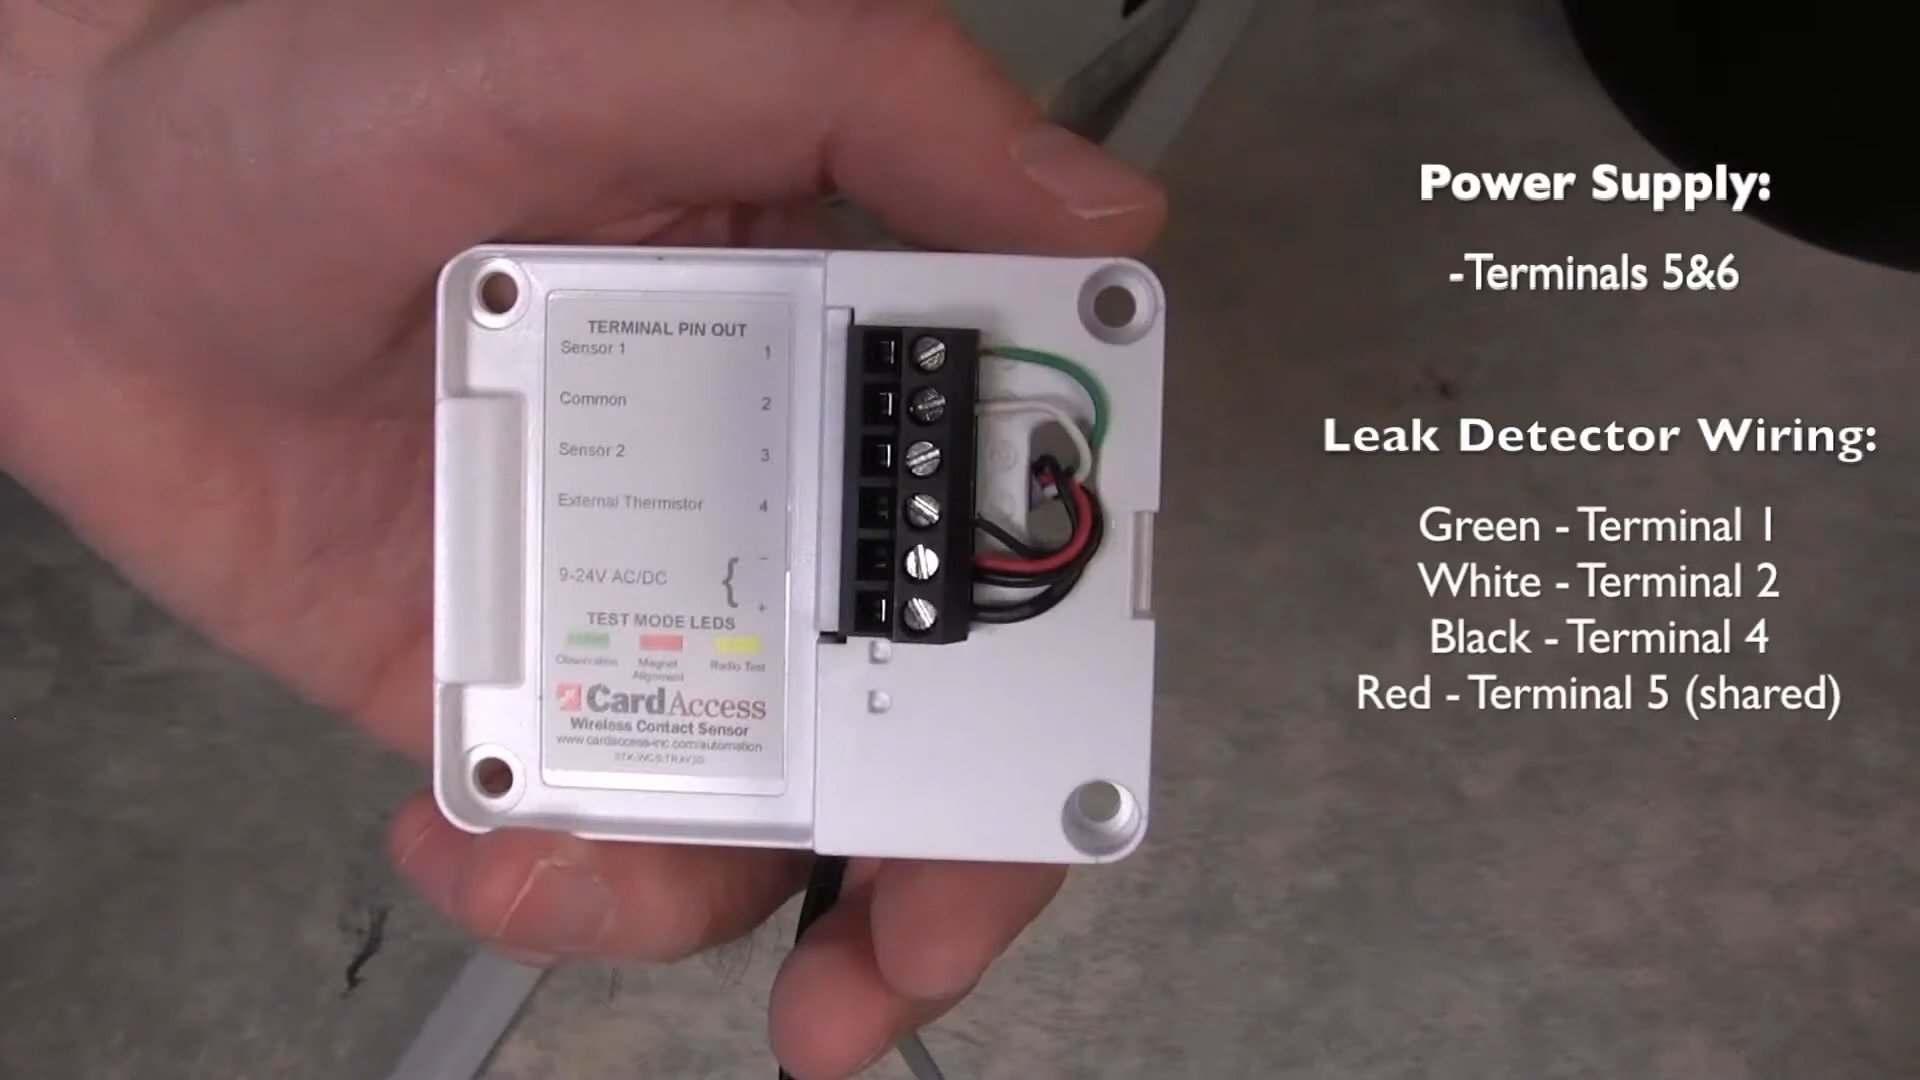 TERMINAL PIN OUT
Sensor 1 1
Common 2
Sensor 2 3
External Thermistor 4
9-24V AC/DC { -
+
TEST MODE LEDS
Observation Magnet Alignment Radio Test
CardAccess
Wireless Contact Sensor
www.cardaccess-inc.com/automation
Power Supply:
-Terminals 5&6
Leak Detector Wiring:
Green - Terminal 1
White - Terminal 2
Black - Terminal 4
Red - Terminal 5 (shared)